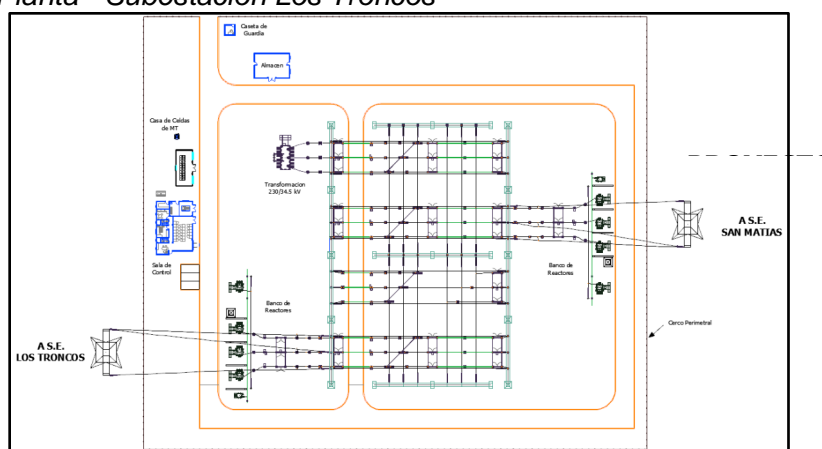 Planta - Subestación Los Troncos
Caseta de
Guardia
Almacen
Casa de Celdas
de MT
Transformacion
230/34.5 kV
A S.E.
SAN MATIAS
Sala de
Control
Banco de
Reactores
Banco de
Reactores
Cerco Perimetral
A S.E.
LOS TRONCOS